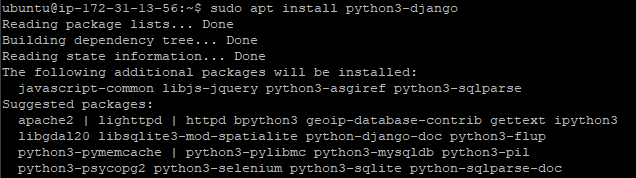 ubuntu@ip-172-31-13-56:~$ sudo apt install python3-django
Reading package lists... Done
Building dependency tree... Done
Reading state information... Done
The following additional packages will be installed:
  javascript-common libjs-jquery python3-asgiref python3-sqlparse
Suggested packages:
  apache2 | lighttpd | httpd bpython3 geoip-database-contrib gettext ipython3
  libgdal20 libsqlite3-mod-spatialite python-django-doc python3-flup
  python3-pymemcache | python3-pylibmc python3-mysqldb python3-pil
  python3-psycopg2 python3-selenium python3-sqlite python-sqlparse-doc